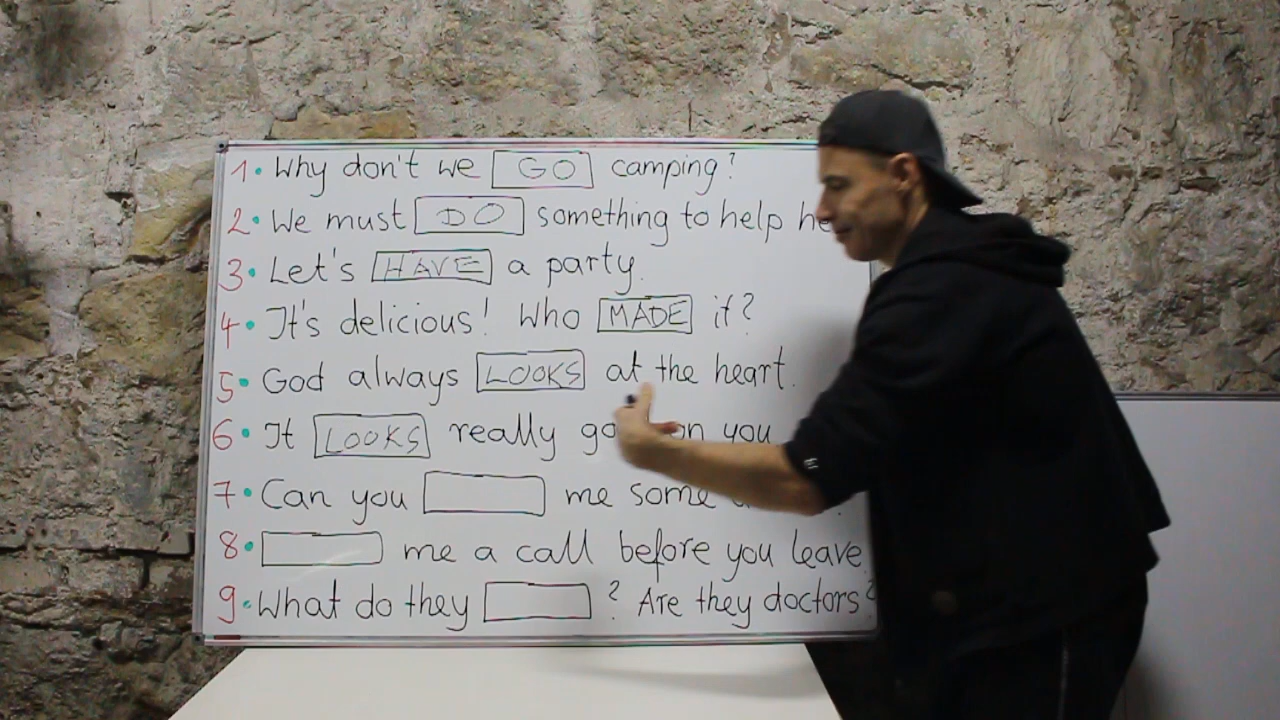 1. Why don't we GO camping?
2. We must DO something to help
3. Let's HAVE a party.
4. It's delicious! Who MADE it?
5. God always LOOKS at the heart.
6. It LOOKS really on you
7. Can you me some
8. me a call before you leave.
9. What do they ? Are they doctors?